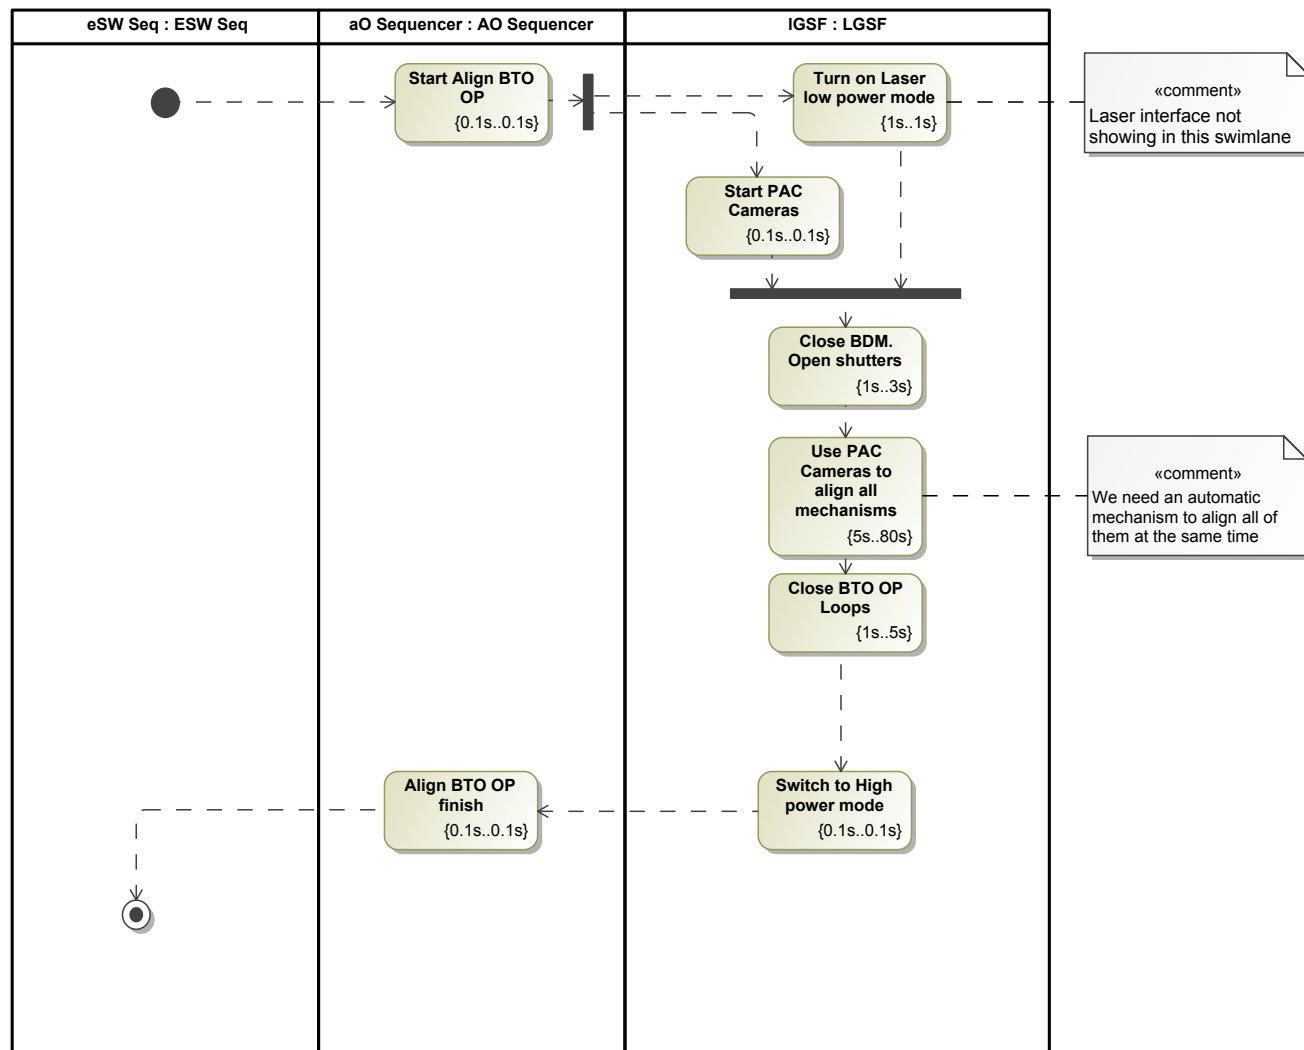 eSW Seq : ESW Seq
aO Sequencer : AO Sequencer
lGSF : LGSF
Start Align BTO
OP
{0.1s..0.1s}
Turn on Laser
low power mode
{1s..1s}
«comment»
Laser interface not
showing in this swimlane
Start PAC
Cameras
{0.1s..0.1s}
Close BDM.
Open shutters
{1s..3s}
Use PAC
Cameras to
align all
mechanisms
{5s..80s}
«comment»
We need an automatic
mechanism to align all of
them at the same time
Close BTO OP
Loops
{1s..5s}
Align BTO OP
finish
{0.1s..0.1s}
Switch to High
power mode
{0.1s..0.1s}